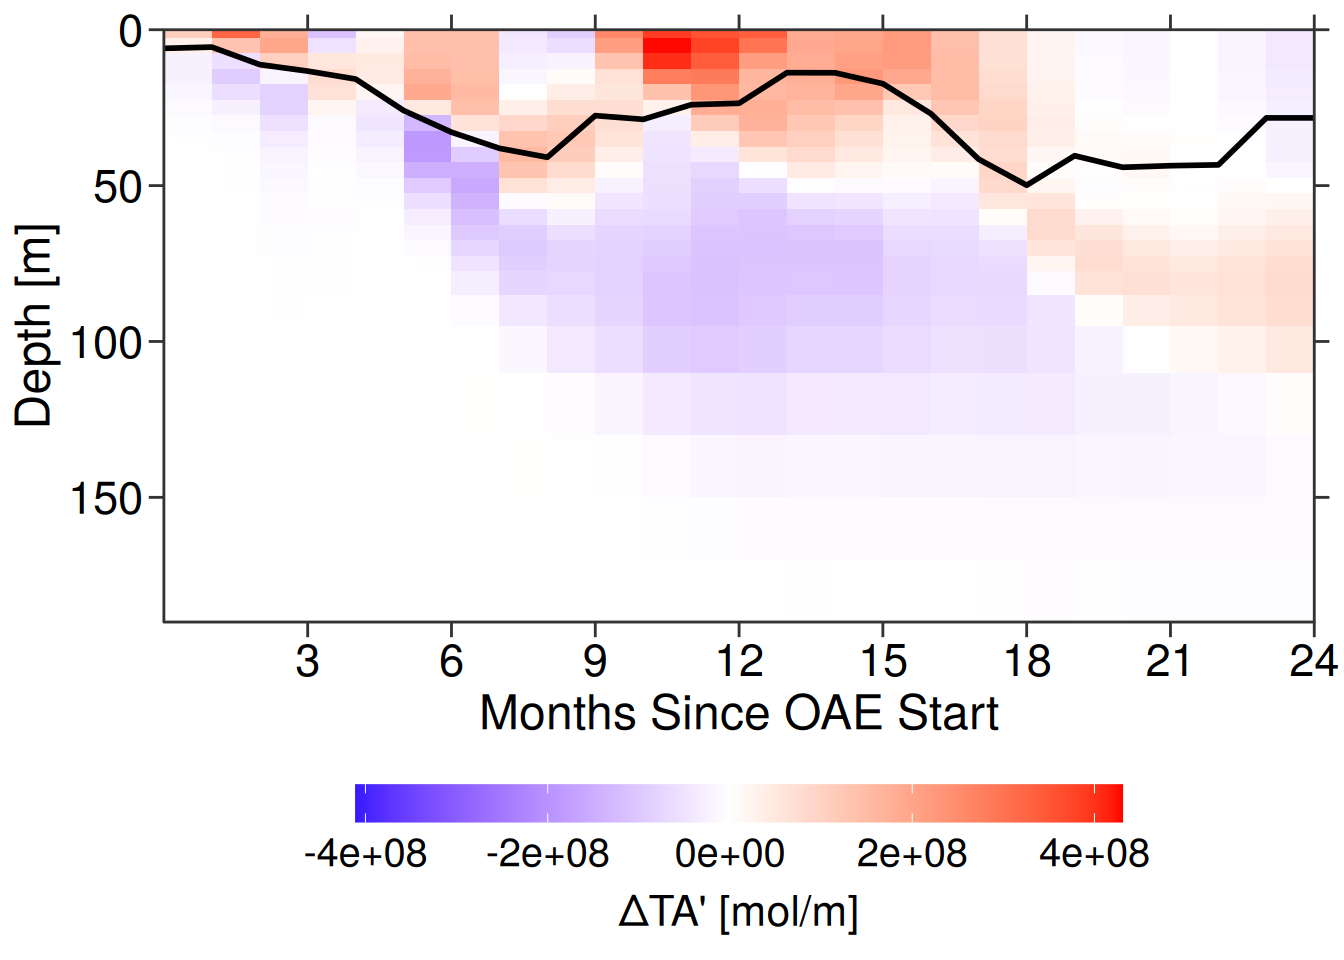 0
50
100
150
Depth [m]
3 6 9 12 15 18 21 24
Months Since OAE Start
-4e+08 -2e+08 0e+00 2e+08 4e+08
ΔTA' [mol/m]